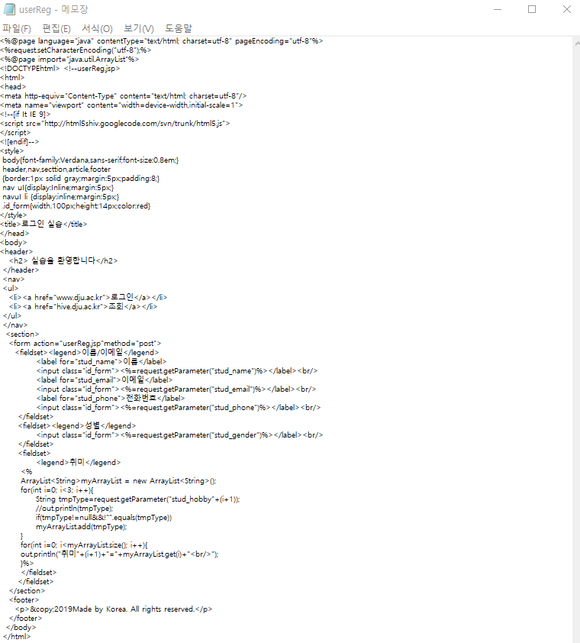 userReg - 메모장
파일(F) 편집(E) 서식(O) 보기(V) 도움말
<%@page language="java" contentType="text/html; charset=utf-8" pageEncoding="utf-8"%>
<%request.setCharacterEncoding("utf-8");%>
<%@page import="java.util.ArrayList"%>
<!DOCTYPEhtml> <!--userReg.jsp>
<html>
<head>
<meta http-equiv="Content-Type" content="text/html; charset=utf-8"/>
<meta name="viewport" content="width=device-width,initial-scale=1">
<!--[if lt IE 9]>
<script src="http://html5shiv.googlecode.com/svn/trunk/html5.js">
</script>
<![endif]-->
<style>
body{font-family:Verdana,sans-serif;font-size:0.8em;}
header,nav,secttion,article,footer
{border:1px solid gray;margin:5px;padding:8;}
nav ul{display:Inline;margin:5px;}
navul li {display:inline;margin:5px;}
.id_form{width.100px;height:14px;color:red}
</style>
<title>로그인 실습</title>
</head>
<body>
<header>
<h2> 실습을 환영합니다</h2>
</header>
<nav>
<ul>
<li><a href="www.dju.ac.kr">로그인</a></li>
<li><a href="hive.dju.ac.kr">조회</a></li>
</ul>
</nav>
<section>
<form action="userReg.jsp"method="post">
<fieldset><legend>이름/이메일</legend>
<label for="stud_name">이름</label>
<input class="id_form"><%=request.getParameter("stud_name")%></label><br/>
<label for="stud_email">이메일</label>
<input class="id_form"><%=request.getParameter("stud_email")%></label><br/>
<label for="stud_phone">전화번호</label>
<input class="id_form"><%=request.getParameter("stud_phone")%></label><br/>
</fieldset>
<fieldset><legend>성별</legend>
<input class="id_form"><%=request.getParameter("stud_gender")%></label><br/>
</fieldset>
<fieldset>
<legend>취미</legend>
<%
ArrayList<String>myArrayList = new ArrayList<String>();
for(int i=0; i<3; i++){
String tmpType=request.getParameter("stud_hobby"+(i+1));
//out.println(tmpType);
if(tmpType!=null&&!"".equals(tmpType))
myArrayList.add(tmpType);
}
for(int i=0; i<myArrayList.size(); i++){
out.println("취미"+(i+1)+"="+myArrayList.get(i)+"<br/>");
}%>
</fieldset>
</fieldset>
</section>
<footer>
<p>&copy;2019Made by Korea. All rights reserved.</p>
</footer>
</body>
</html>